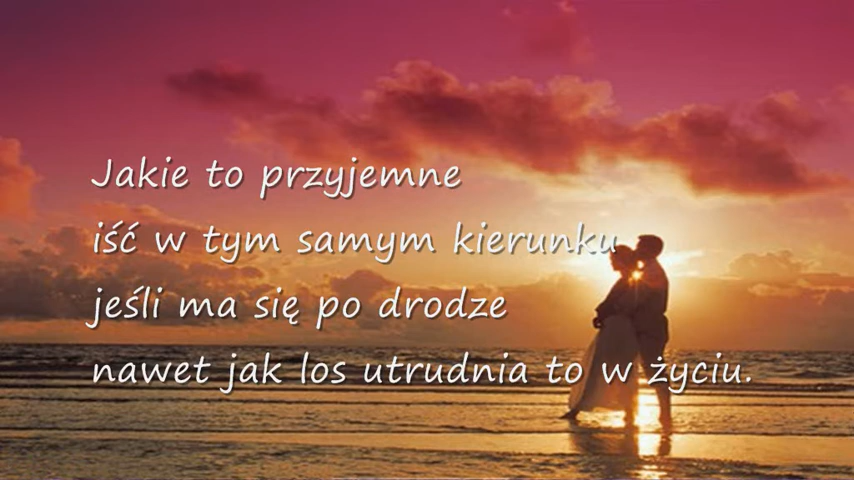 Jakie to przyjemne
iść w tym samym kierunku
jeśli ma się po drodze
nawet jak los utrudnia to w życiu.